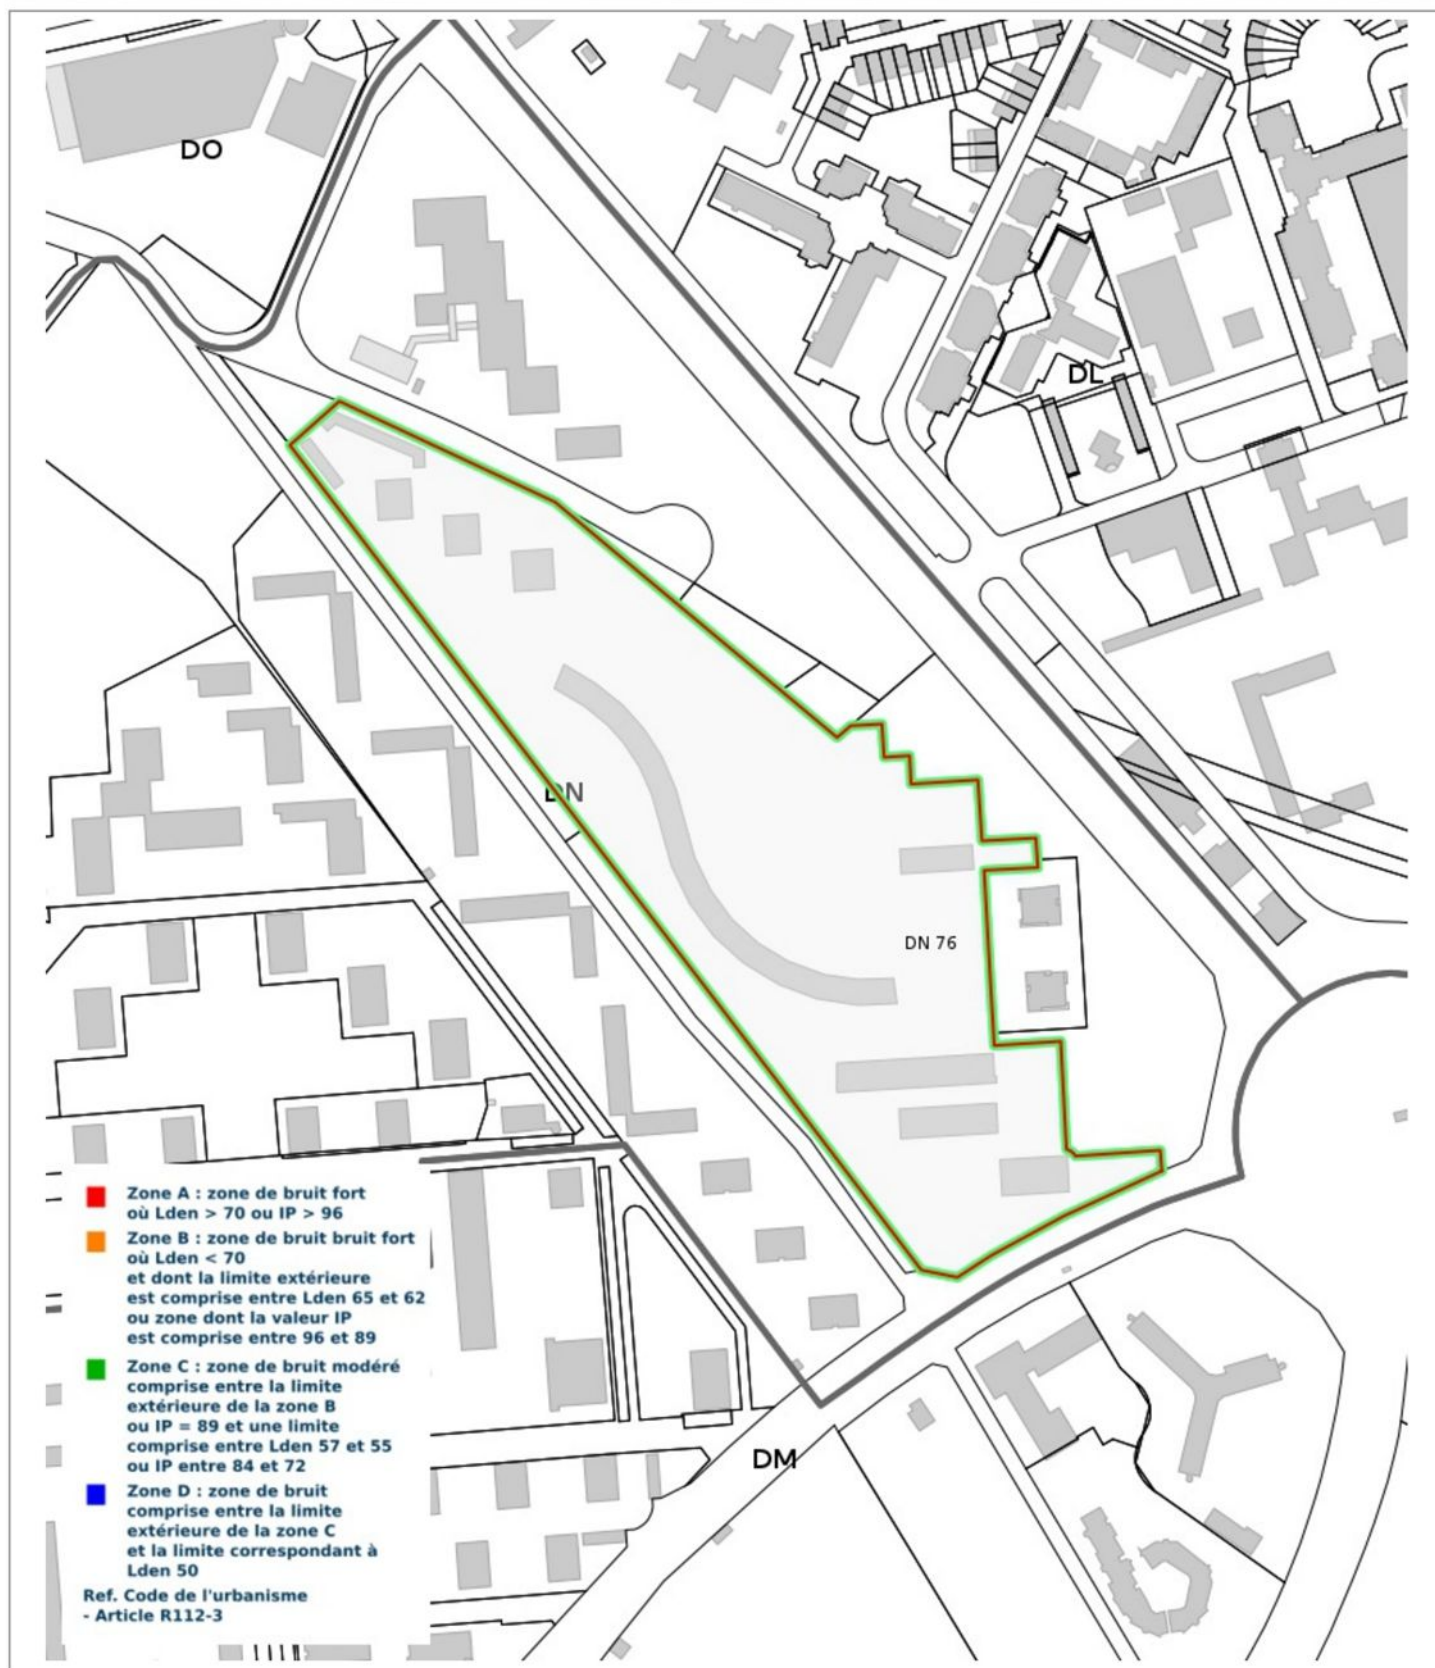 DO
DL
DN
DN 76
Zone A : zone de bruit fort
où Lden > 70 ou IP > 96
Zone B : zone de bruit bruit fort
où Lden < 70
et dont la limite extérieure
est comprise entre Lden 65 et 62
ou zone dont la valeur IP
est comprise entre 96 et 89
Zone C : zone de bruit modéré
comprise entre la limite
extérieure de la zone B
ou IP = 89 et une limite
comprise entre Lden 57 et 55
ou IP entre 84 et 72
Zone D : zone de bruit
comprise entre la limite
extérieure de la zone C
et la limite correspondant à
Lden 50
Ref. Code de l'urbanisme
- Article R112-3
DM